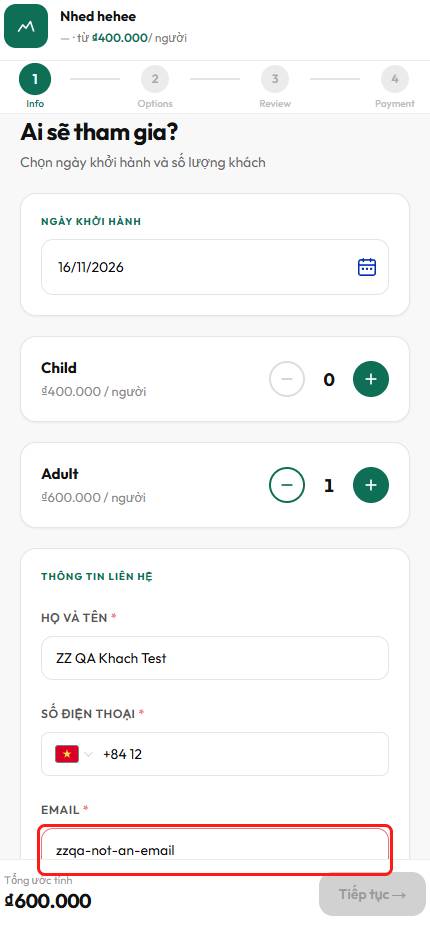 Nhed hehee
— · từ ₫400.000/ người
1 2 3 4
Info Options Review Payment
Ai sẽ tham gia?
Chọn ngày khởi hành và số lượng khách
NGÀY KHỞI HÀNH
16/11/2026
Child
₫400.000 / người
− 0 +
Adult
₫600.000 / người
− 1 +
THÔNG TIN LIÊN HỆ
HỌ VÀ TÊN *
ZZ QA Khach Test
SỐ ĐIỆN THOẠI *
+84 12
EMAIL *
zzqa-not-an-email
Tổng ước tính
₫600.000
Tiếp tục →